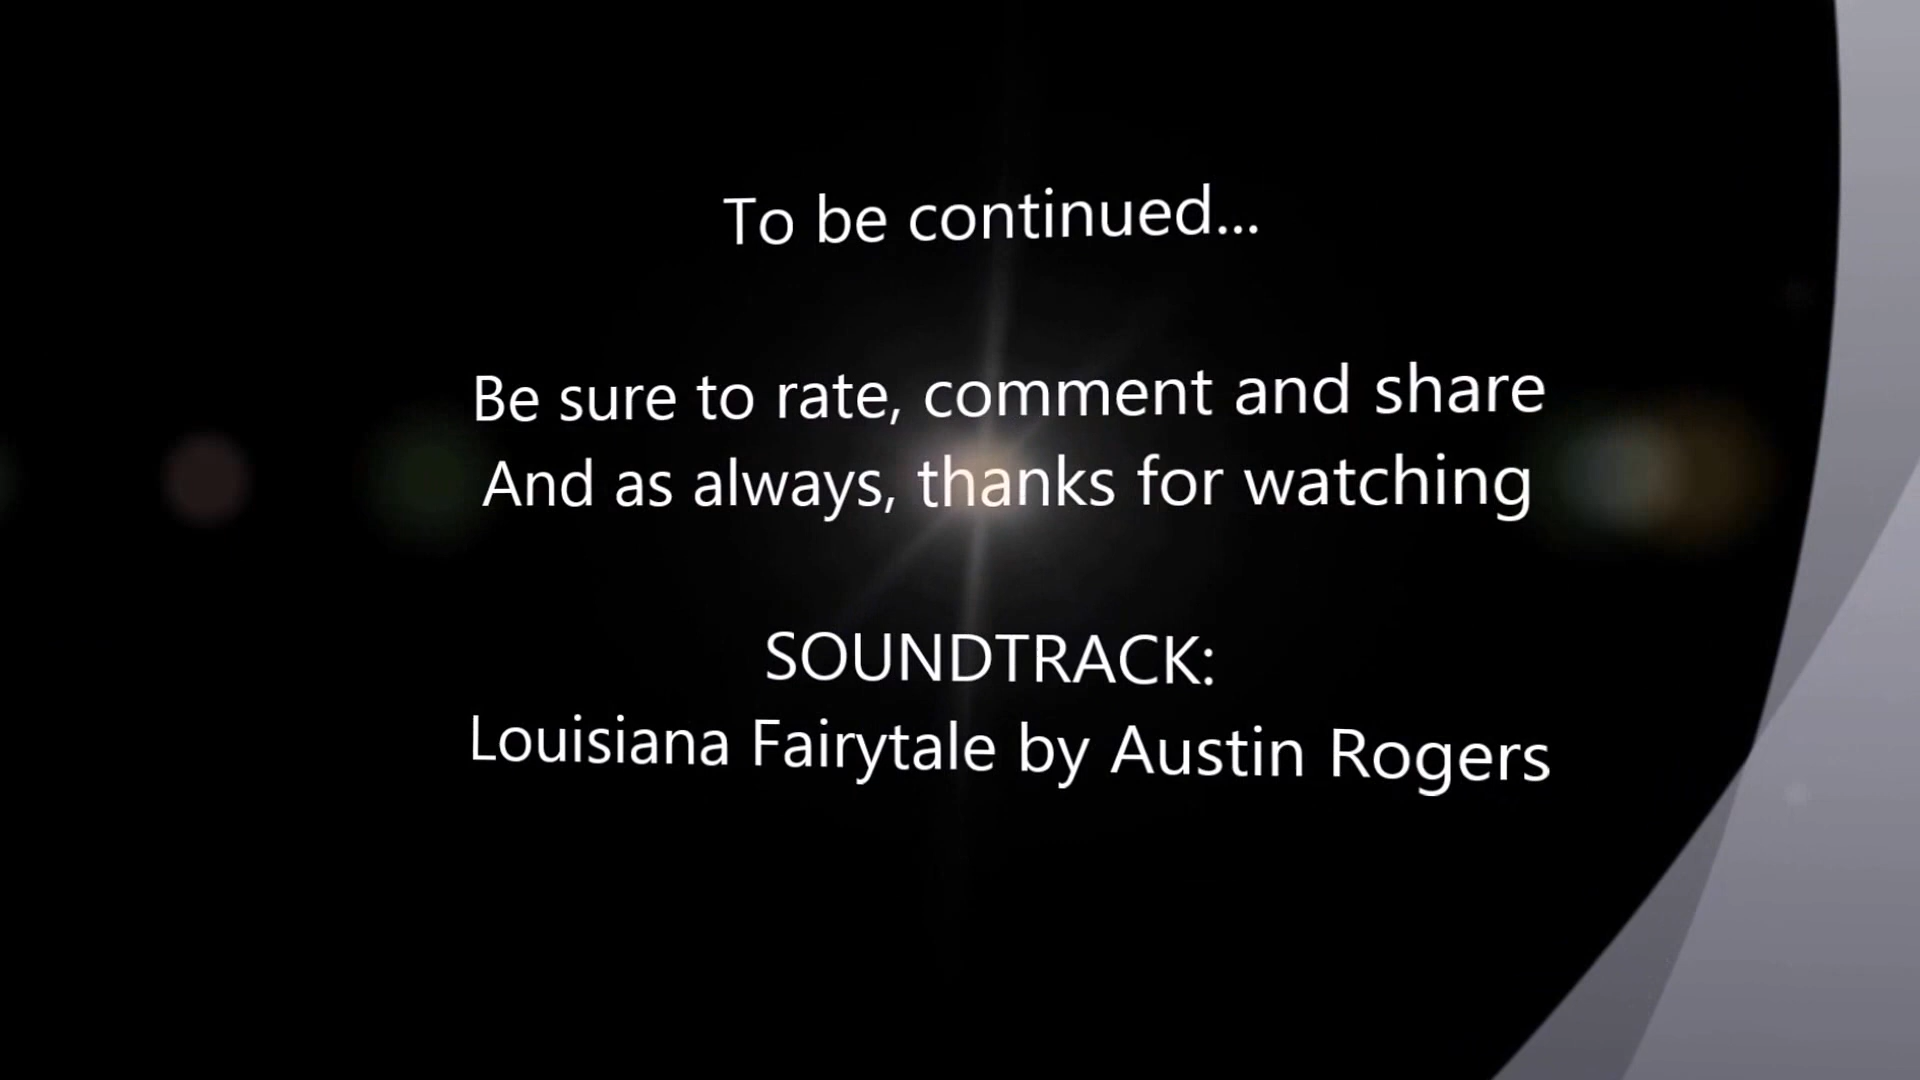 To be continued...
Be sure to rate, comment and share
And as always, thanks for watching
SOUNDTRACK:
Louisiana Fairytale by Austin Rogers